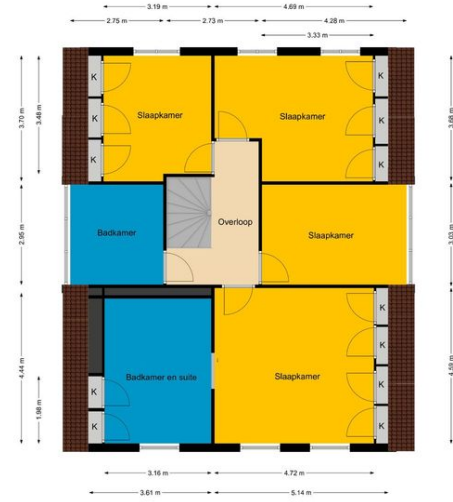 3.19 m
4.69 m
2.75 m
2.73 m
4.28 m
3.33 m
K
K
K
K
K
K
Slaapkamer
Slaapkamer
3.70 m
3.48 m
3.68 m
Badkamer
Overloop
Slaapkamer
2.95 m
3.03 m
K
K
K
K
K
K
Badkamer en suite
Slaapkamer
4.44 m
1.98 m
4.59 m
3.16 m
4.72 m
3.61 m
5.14 m